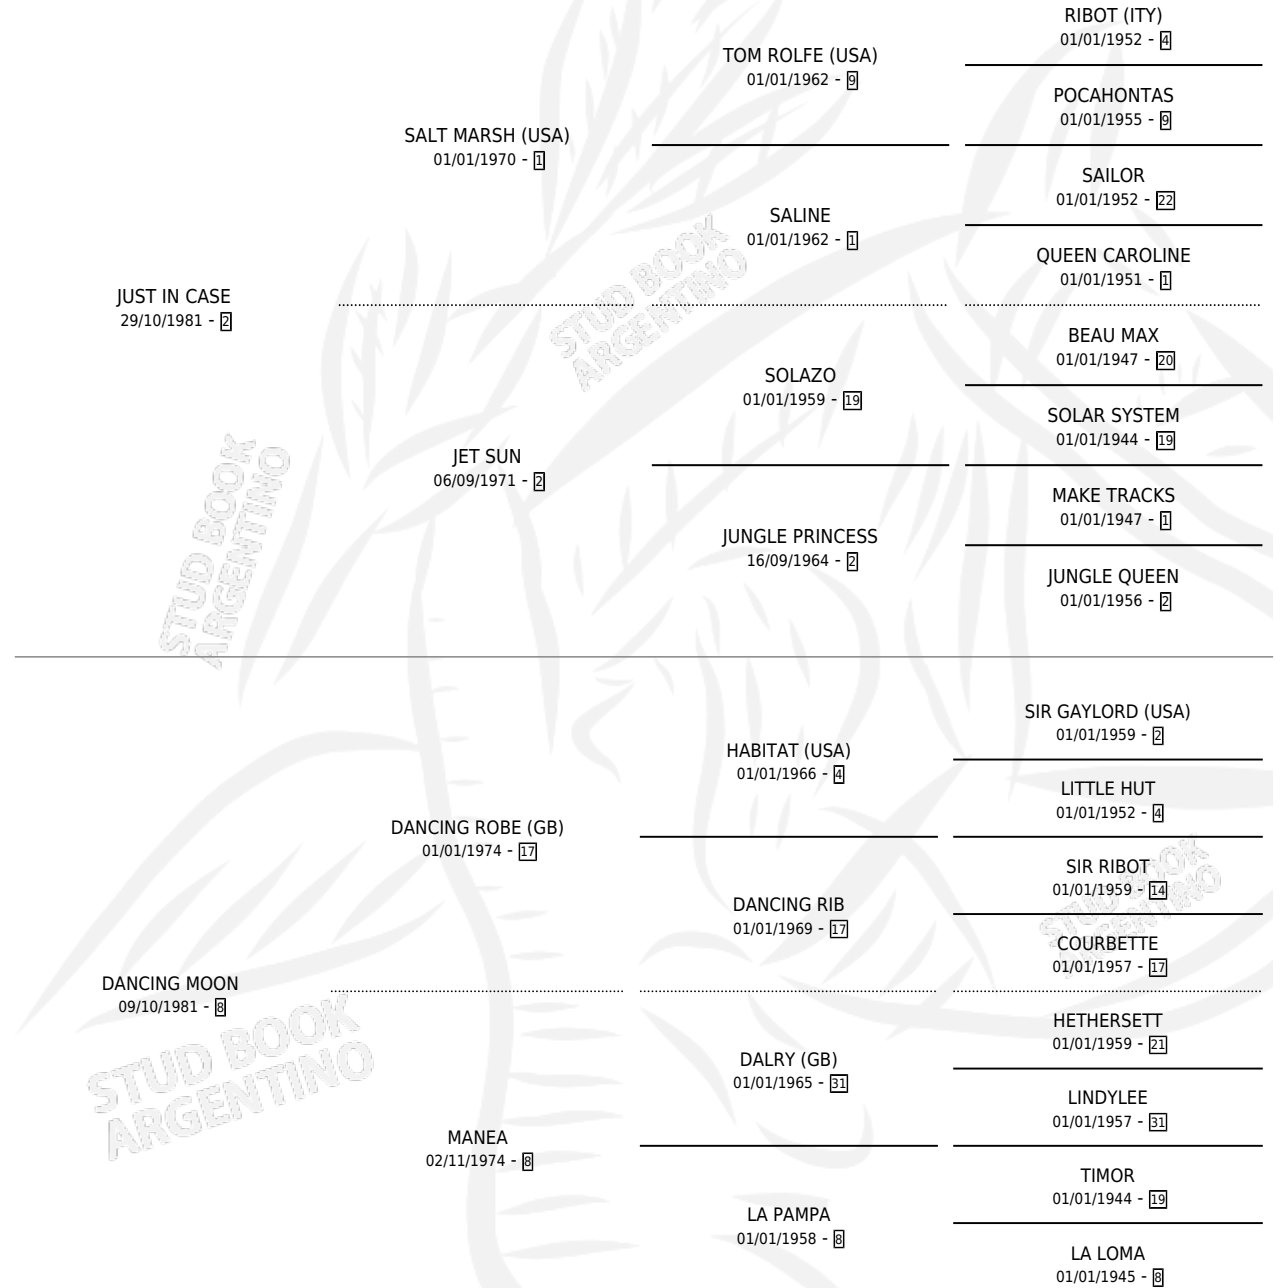 RIBOT (ITY)
01/01/1952 - 4
TOM ROLFE (USA)
01/01/1962 - 9
POCAHONTAS
01/01/1955 - 9
SALT MARSH (USA)
01/01/1970 - 1
SAILOR
01/01/1952 - 22
SALINE
01/01/1962 - 1
QUEEN CAROLINE
01/01/1951 - 1
JUST IN CASE
29/10/1981 - 2
STUD BOOK
ARGENTINO
BEAU MAX
01/01/1947 - 20
SOLAZO
01/01/1959 - 19
SOLAR SYSTEM
01/01/1944 - 19
JET SUN
06/09/1971 - 2
MAKE TRACKS
01/01/1947 - 1
JUNGLE PRINCESS
16/09/1964 - 2
JUNGLE QUEEN
01/01/1956 - 2
STUD BOOK
ARGENTINO
SIR GAYLORD (USA)
01/01/1959 - 2
HABITAT (USA)
01/01/1966 - 4
LITTLE HUT
01/01/1952 - 4
DANCING ROBE (GB)
01/01/1974 - 17
SIR RIBOT
01/01/1959 - 14
DANCING RIB
01/01/1969 - 17
COURBETTE
01/01/1957 - 17
STUD BOOK
ARGENTINO
DANCING MOON
09/10/1981 - 8
HETHERSETT
01/01/1959 - 21
DALRY (GB)
01/01/1965 - 31
LINDYLEE
01/01/1957 - 31
STUD BOOK
ARGENTINO
MANEA
02/11/1974 - 8
TIMOR
01/01/1944 - 19
LA PAMPA
01/01/1958 - 8
LA LOMA
01/01/1945 - 8